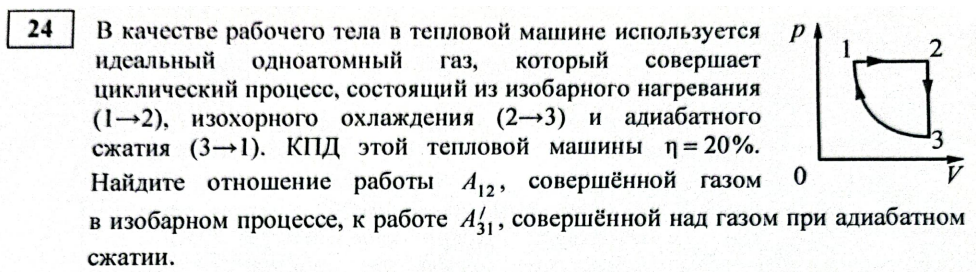 24
В качестве рабочего тела в тепловой машине используется
идеальный одноатомный газ, который совершает
циклический процесс, состоящий из изобарного нагревания
(1→2), изохорного охлаждения (2→3) и адиабатного
сжатия (3→1). КПД этой тепловой машины η = 20%.
Найдите отношение работы A₁₂, совершённой газом
в изобарном процессе, к работе A′₃₁, совершённой над газом при адиабатном
сжатии.
p
1 2
3
0 V